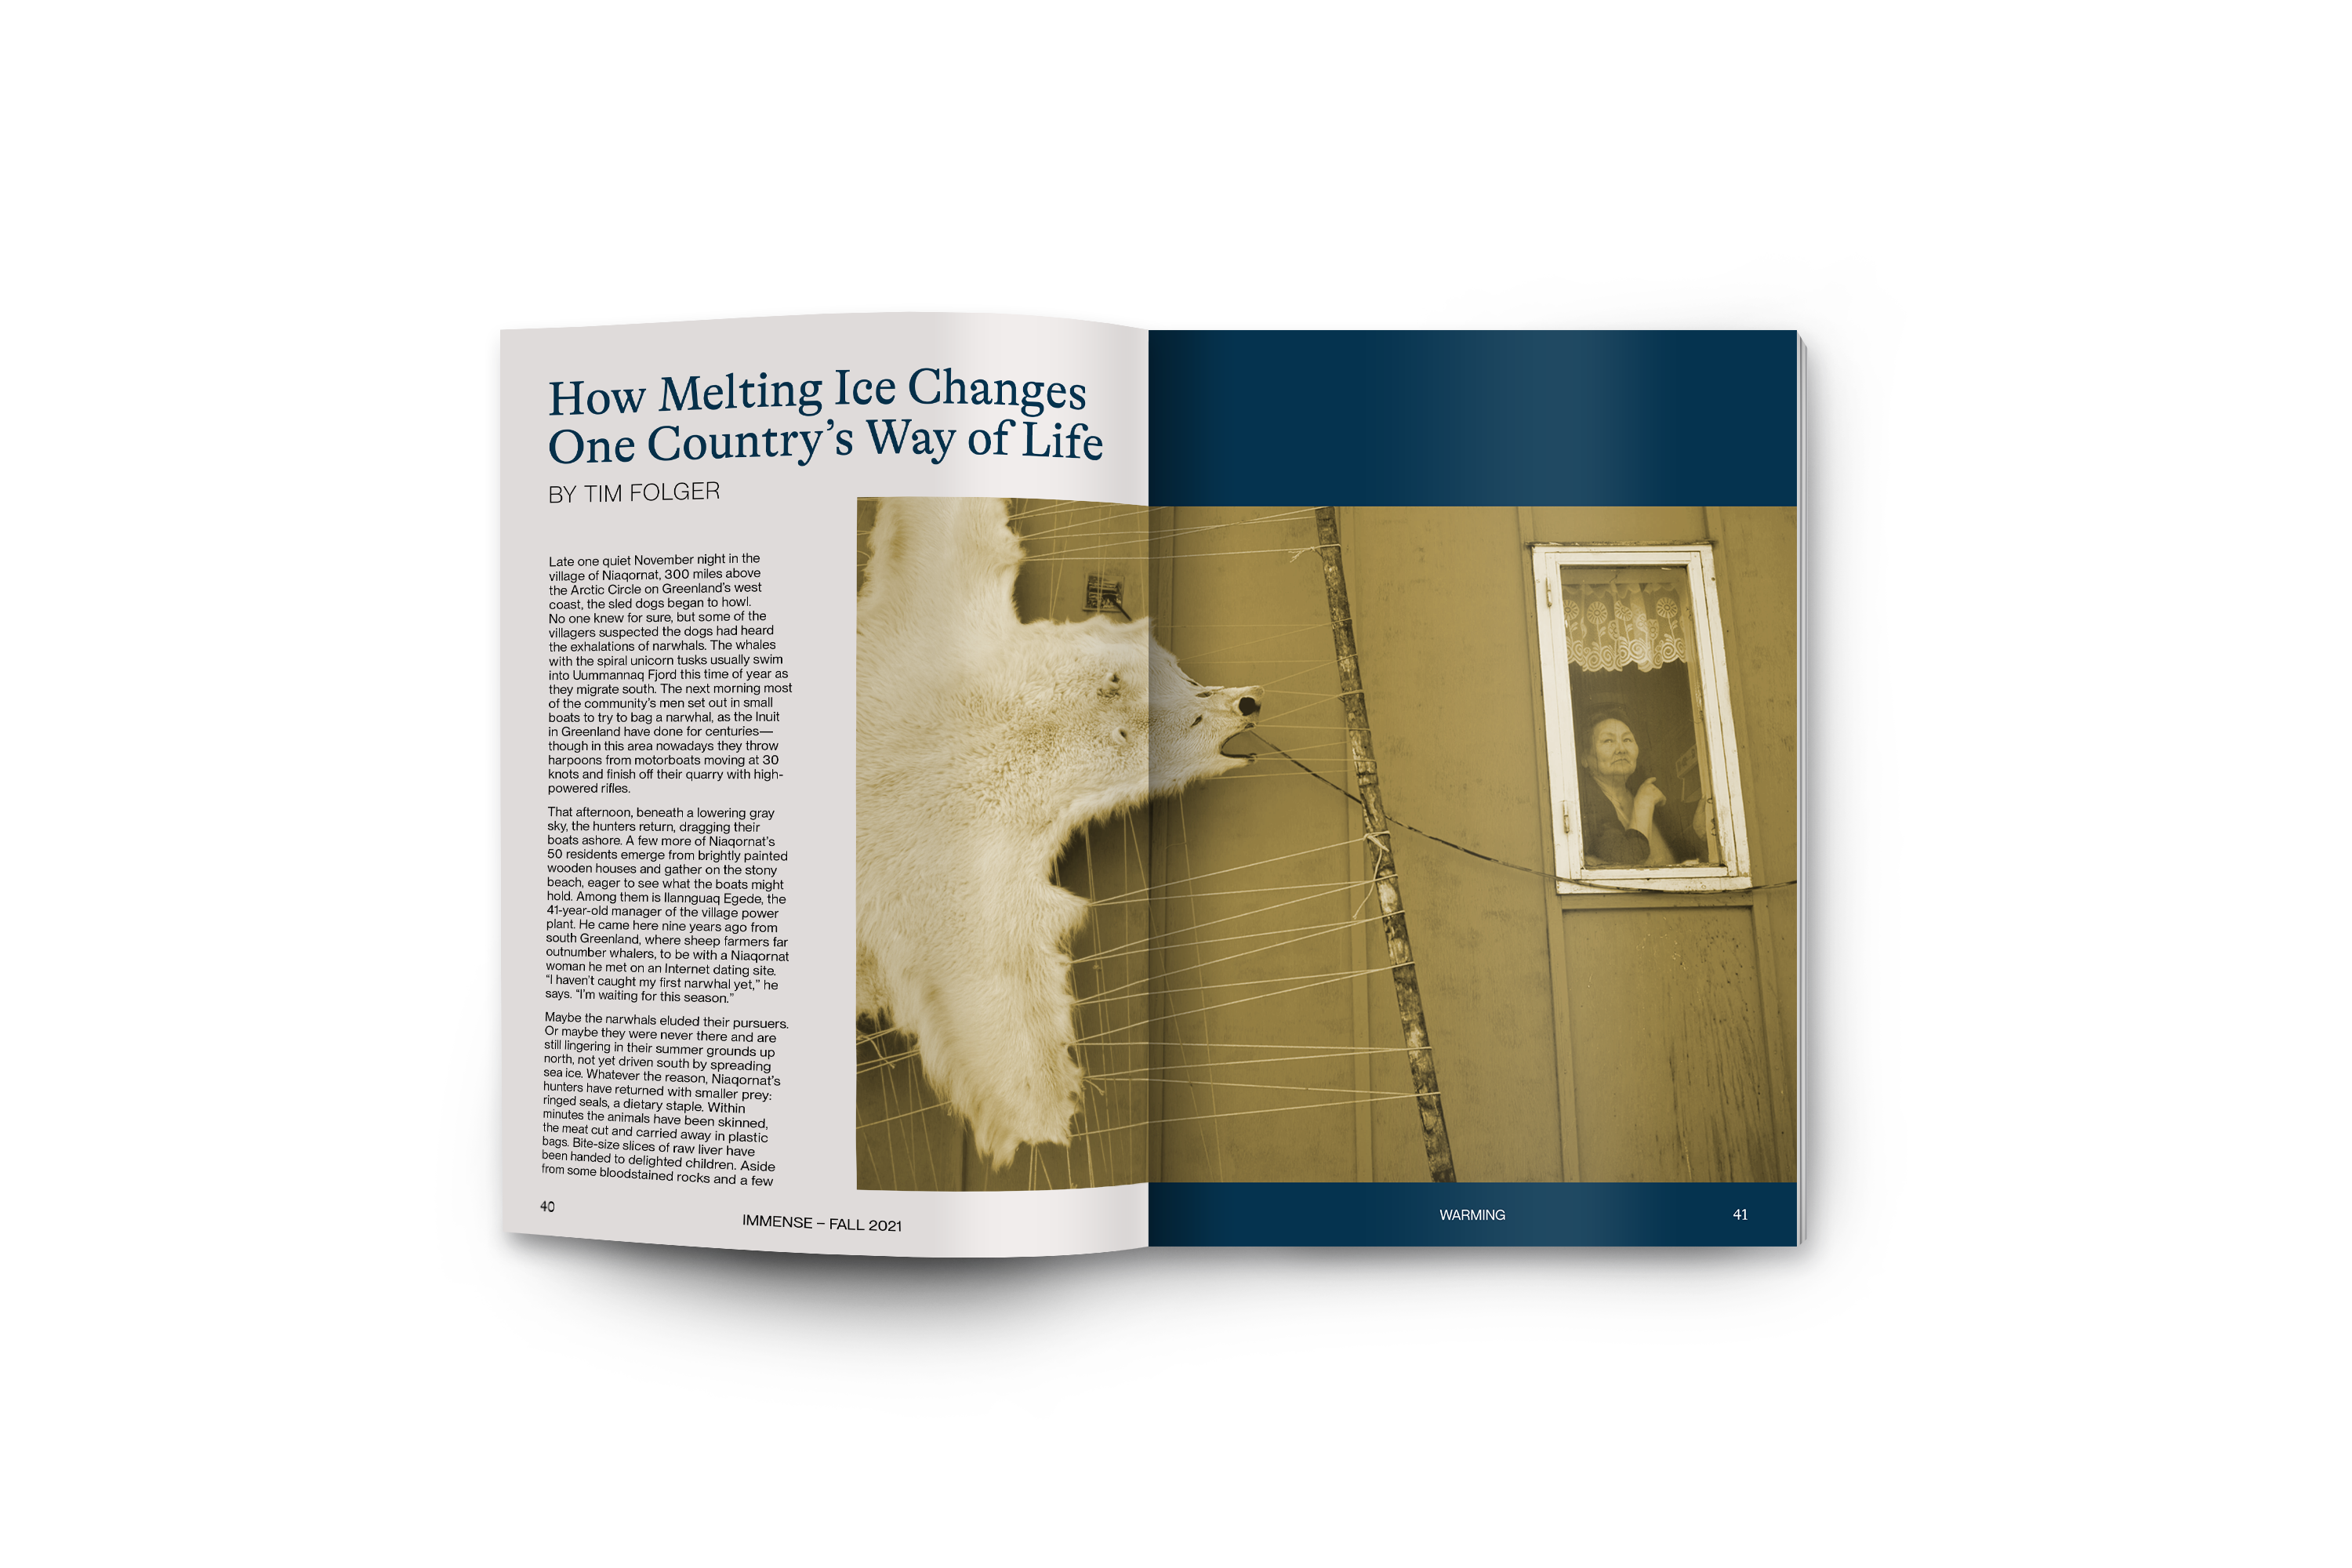 How Melting Ice Changes
One Country’s Way of Life
BY TIM FOLGER
Late one quiet November night in the
village of Niaqornat, 300 miles above
the Arctic Circle on Greenland’s west
coast, the sled dogs began to howl.
No one knew for sure, but some of the
villagers suspected the dogs had heard
the exhalations of narwhals. The whales
with the spiral unicorn tusks usually swim
into Uummannaq Fjord this time of year as
they migrate south. The next morning most
of the community’s men set out in small
boats to try to bag a narwhal, as the Inuit
in Greenland have done for centuries—
though in this area nowadays they throw
harpoons from motorboats moving at 30
knots and finish off their quarry with high-
powered rifles.
That afternoon, beneath a lowering gray
sky, the hunters return, dragging their
boats ashore. A few more of Niaqornat’s
50 residents emerge from brightly painted
wooden houses and gather on the stony
beach, eager to see what the boats might
hold. Among them is Ilannguaq Egede, the
41-year-old manager of the village power
plant. He came here nine years ago from
south Greenland, where sheep farmers far
outnumber whalers, to be with a Niaqornat
woman he met on an Internet dating site.
“I haven’t caught my first narwhal yet,” he
says. “I’m waiting for this season.”
Maybe the narwhals eluded their pursuers.
Or maybe they were never there and are
still lingering in their summer grounds up
north, not yet driven south by spreading
sea ice. Whatever the reason, Niaqornat’s
hunters have returned with smaller prey:
ringed seals, a dietary staple. Within
minutes the animals have been skinned,
the meat cut and carried away in plastic
bags. Bite-size slices of raw liver have
been handed to delighted children. Aside
from some bloodstained rocks and a few
40
IMMENSE – FALL 2021
WARMING
41